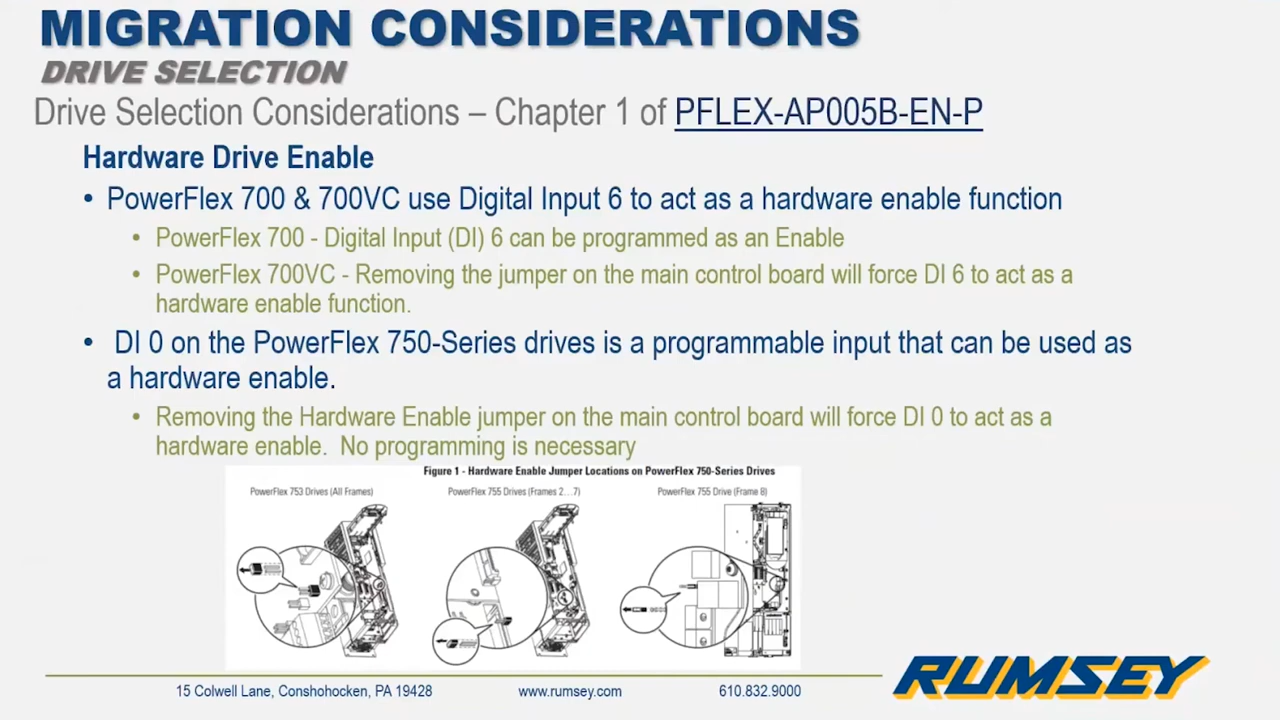 MIGRATION CONSIDERATIONS
DRIVE SELECTION
Drive Selection Considerations – Chapter 1 of PFLEX-AP005B-EN-P
Hardware Drive Enable
• PowerFlex 700 & 700VC use Digital Input 6 to act as a hardware enable function
• PowerFlex 700 - Digital Input (DI) 6 can be programmed as an Enable
• PowerFlex 700VC - Removing the jumper on the main control board will force DI 6 to act as a
hardware enable function.
• DI 0 on the PowerFlex 750-Series drives is a programmable input that can be used as
a hardware enable.
• Removing the Hardware Enable jumper on the main control board will force DI 0 to act as a
hardware enable. No programming is necessary
Figure 1 - Hardware Enable Jumper Locations on PowerFlex 750-Series Drives
PowerFlex 753 Drives (All Frames) PowerFlex 755 Drives (Frames 2…7) PowerFlex 755 Drive (Frame 8)
15 Colwell Lane, Conshohocken, PA 19428 www.rumsey.com 610.832.9000
RUMSEY